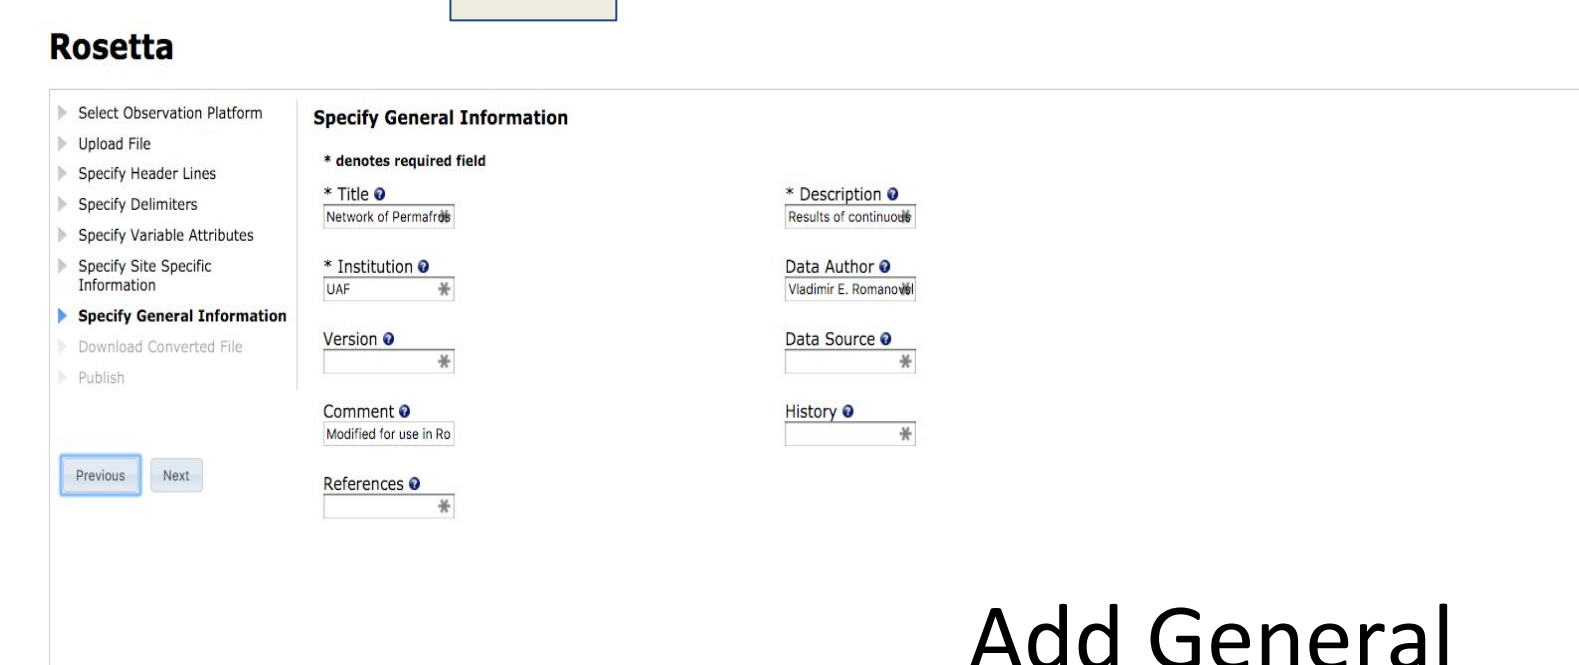 Rosetta
Select Observation Platform
Upload File
Specify Header Lines
Specify Delimiters
Specify Variable Attributes
Specify Site Specific
Information
Specify General Information
Download Converted File
Publish
Previous Next
Specify General Information
* denotes required field
* Title
Network of Permafros
* Description
Results of continuous
* Institution
UAF
Data Author
Vladimir E.
Version
Data Source
Comment
Modified for use in Ro
History
References
Add General